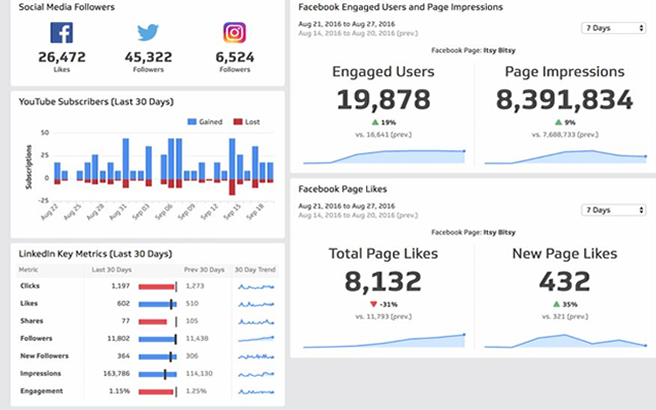 Social Media Followers
26,472
45,322
6,524
Likes
Followers
Followers
YouTube Subscribers (Last 30 Days)
Gained
Lost
Subscriptions
50
25
0
-25
Aug 22
Aug 25
Aug 28
Aug 31
Sep 03
Sep 06
Sep 09
Sep 12
Sep 15
Sep 18
LinkedIn Key Metrics (Last 30 Days)
Metric Last 30 Days Prev 30 Days 30 Day Trend
Clicks 1,197 1,273
Likes 602 510
Shares 77 105
Followers 11,802 11,438
New Followers 364 306
Impressions 163,786 114,130
Engagement 1.15% 1.25%
Facebook Engaged Users and Page Impressions
Aug 21, 2016 to Aug 27, 2016
Aug 14, 2016 to Aug 20, 2016 (prev.)
7 Days
Facebook Page: Itsy Bitsy
Engaged Users
19,878
19%
vs. 16,641 (prev.)
Page Impressions
8,391,834
9%
vs. 7,688,733 (prev.)
Facebook Page Likes
Aug 21, 2016 to Aug 27, 2016
Aug 14, 2016 to Aug 20, 2016 (prev.)
7 Days
Facebook Page: Itsy Bitsy
Total Page Likes
8,132
-31%
vs. 11,793 (prev.)
New Page Likes
432
35%
vs. 321 (prev.)